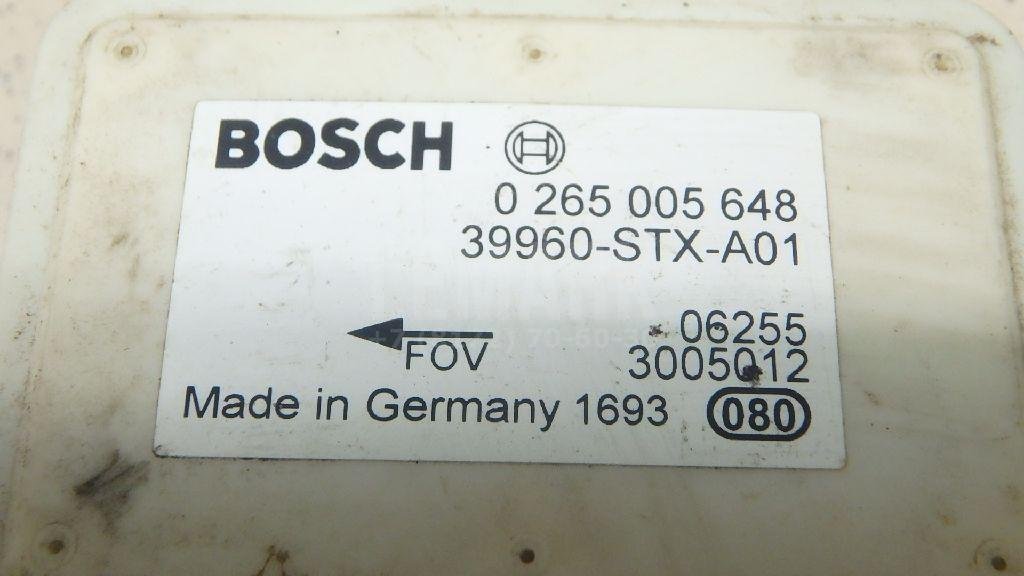 BOSCH
0 265 005 648
39960-STX-A01
06255
FOV
3005012
Made in Germany 1693 080